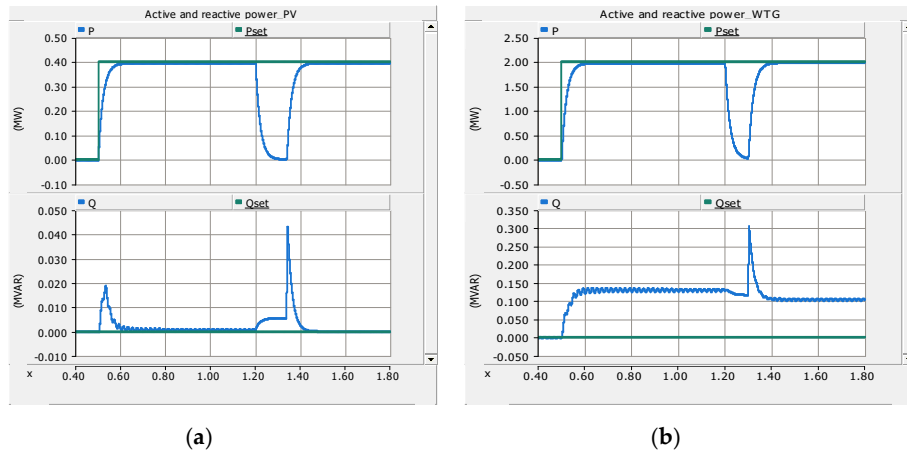 Active and reactive power_PV
P Pset
0.50
0.40
0.30
0.20
0.10
0.00
-0.10
(MW)
Q Qset
0.050
0.040
0.030
0.020
0.010
0.000
-0.010
(MVAR)
x 0.40 0.60 0.80 1.00 1.20 1.40 1.60 1.80
(a)
Active and reactive power_WTG
P Pset
2.50
2.00
1.50
1.00
0.50
0.00
-0.50
(MW)
Q Qset
0.350
0.300
0.250
0.200
0.150
0.100
0.050
0.000
-0.050
(MVAR)
x 0.40 0.60 0.80 1.00 1.20 1.40 1.60 1.80
(b)